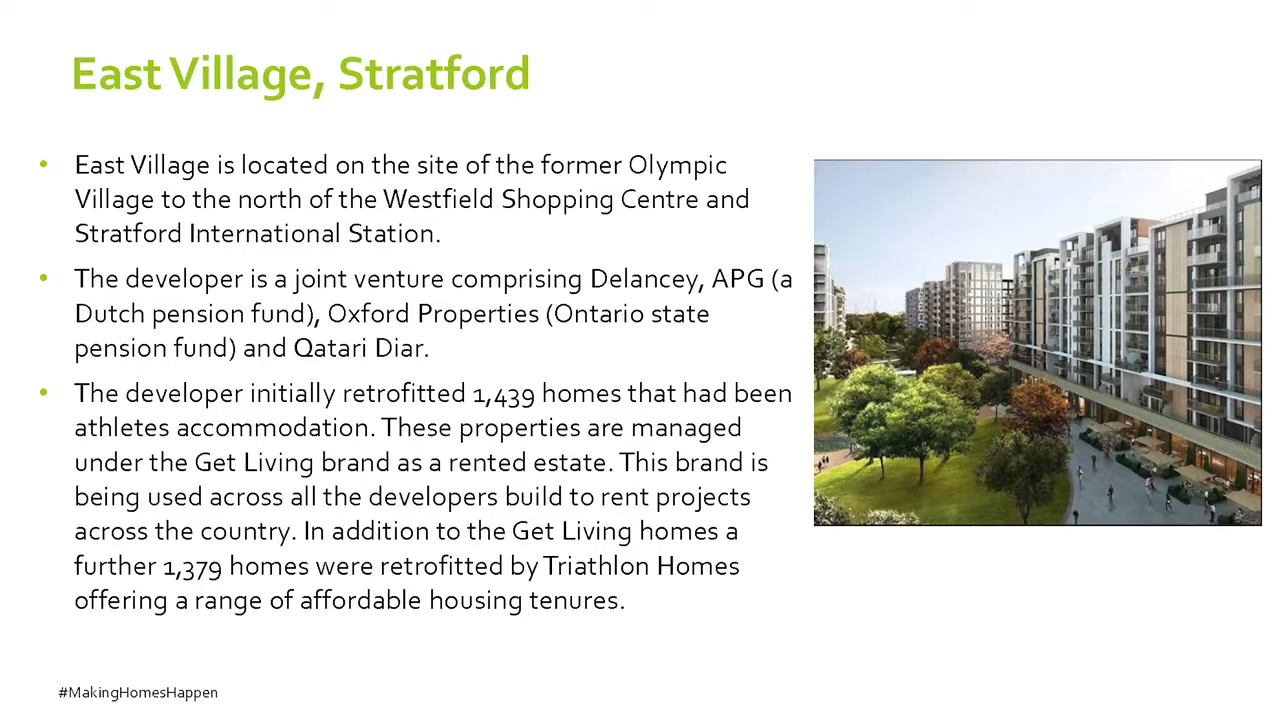 East Village, Stratford
• East Village is located on the site of the former Olympic
Village to the north of the Westfield Shopping Centre and
Stratford International Station.
• The developer is a joint venture comprising Delancey, APG (a
Dutch pension fund), Oxford Properties (Ontario state
pension fund) and Qatari Diar.
• The developer initially retrofitted 1,439 homes that had been
athletes accommodation. These properties are managed
under the Get Living brand as a rented estate. This brand is
being used across all the developers build to rent projects
across the country. In addition to the Get Living homes a
further 1,379 homes were retrofitted by Triathlon Homes
offering a range of affordable housing tenures.
#MakingHomesHappen